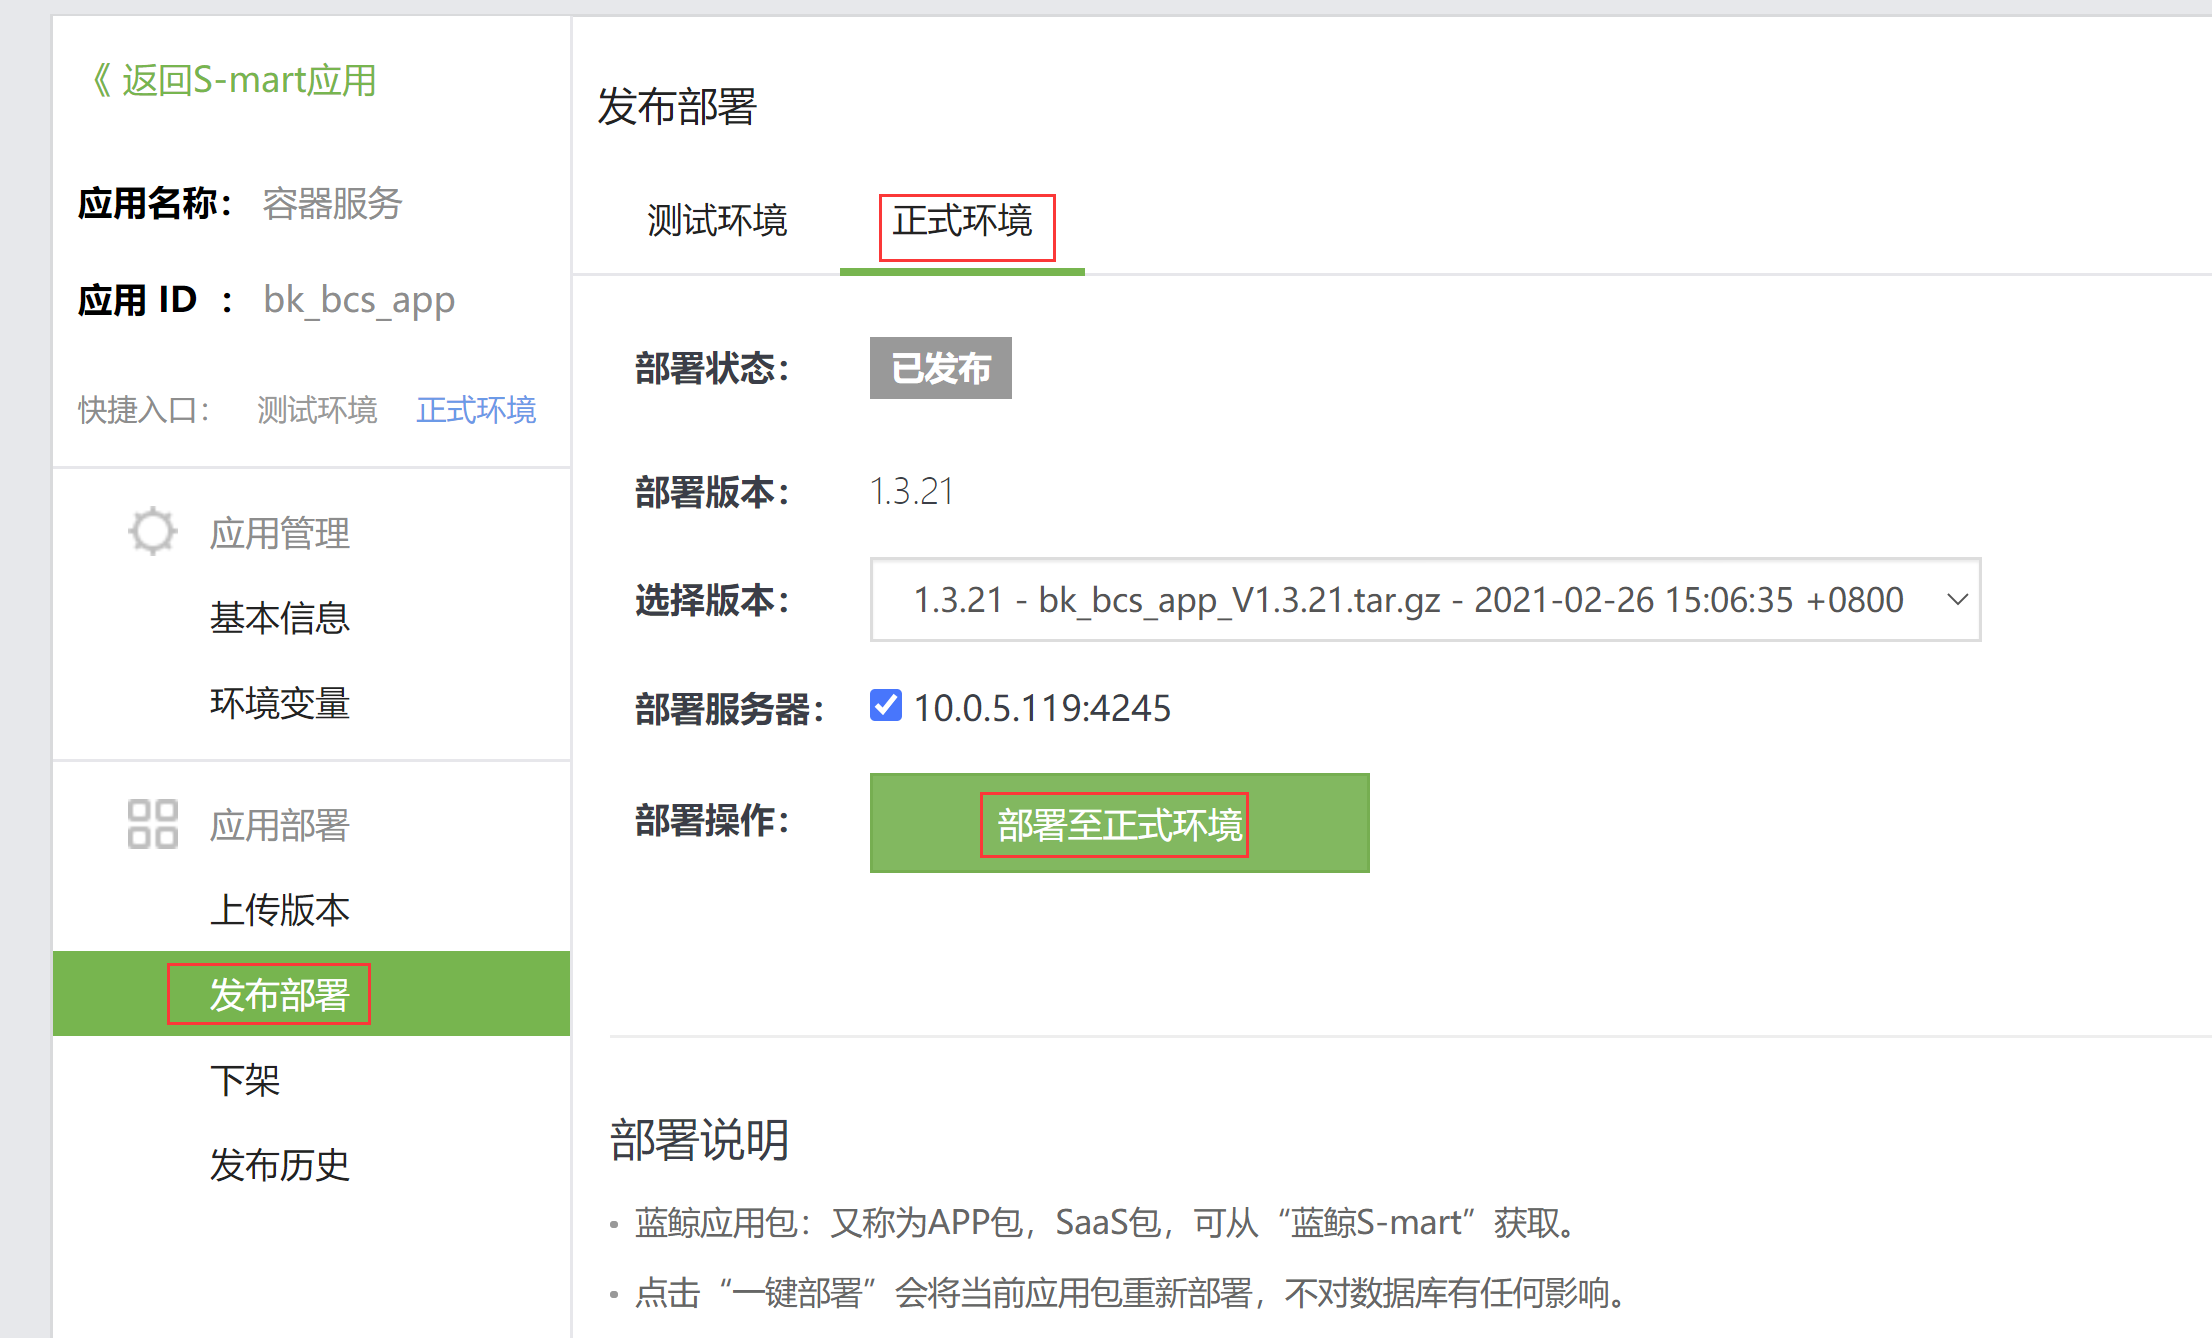 《 返回S-mart应用
应用名称： 容器服务
应用 ID ： bk_bcs_app
快捷入口： 测试环境 正式环境
应用管理
基本信息
环境变量
应用部署
上传版本
发布部署
下架
发布历史
发布部署
测试环境 正式环境
部署状态： 已发布
部署版本： 1.3.21
选择版本： 1.3.21 - bk_bcs_app_V1.3.21.tar.gz - 2021-02-26 15:06:35 +0800
部署服务器： 10.0.5.119:4245
部署操作： 部署至正式环境
部署说明
• 蓝鲸应用包：又称为APP包，SaaS包，可从“蓝鲸S-mart”获取。
• 点击“一键部署”会将当前应用包重新部署，不对数据库有任何影响。